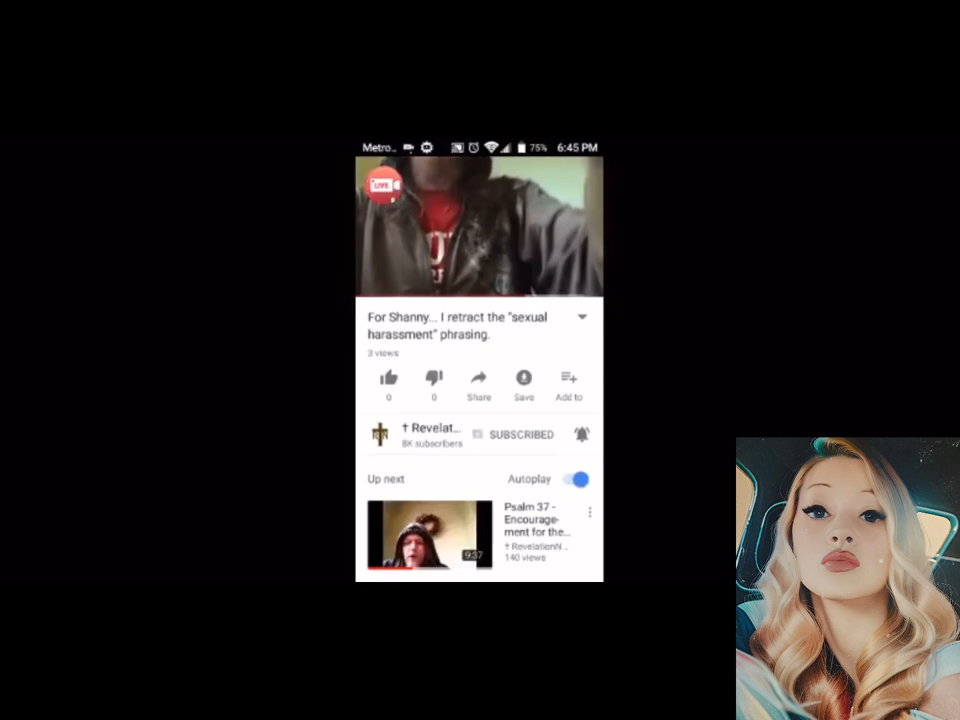 Metro.. 75% 6:45 PM
LIVE
For Shanny... I retract the "sexual
harassment" phrasing.
3 views
0 0 Share Save Add to
† Revelat... SUBSCRIBED
8K subscribers
Up next Autoplay
Psalm 37 -
Encourage-
ment for the...
† RevelationN...
140 views
9:37